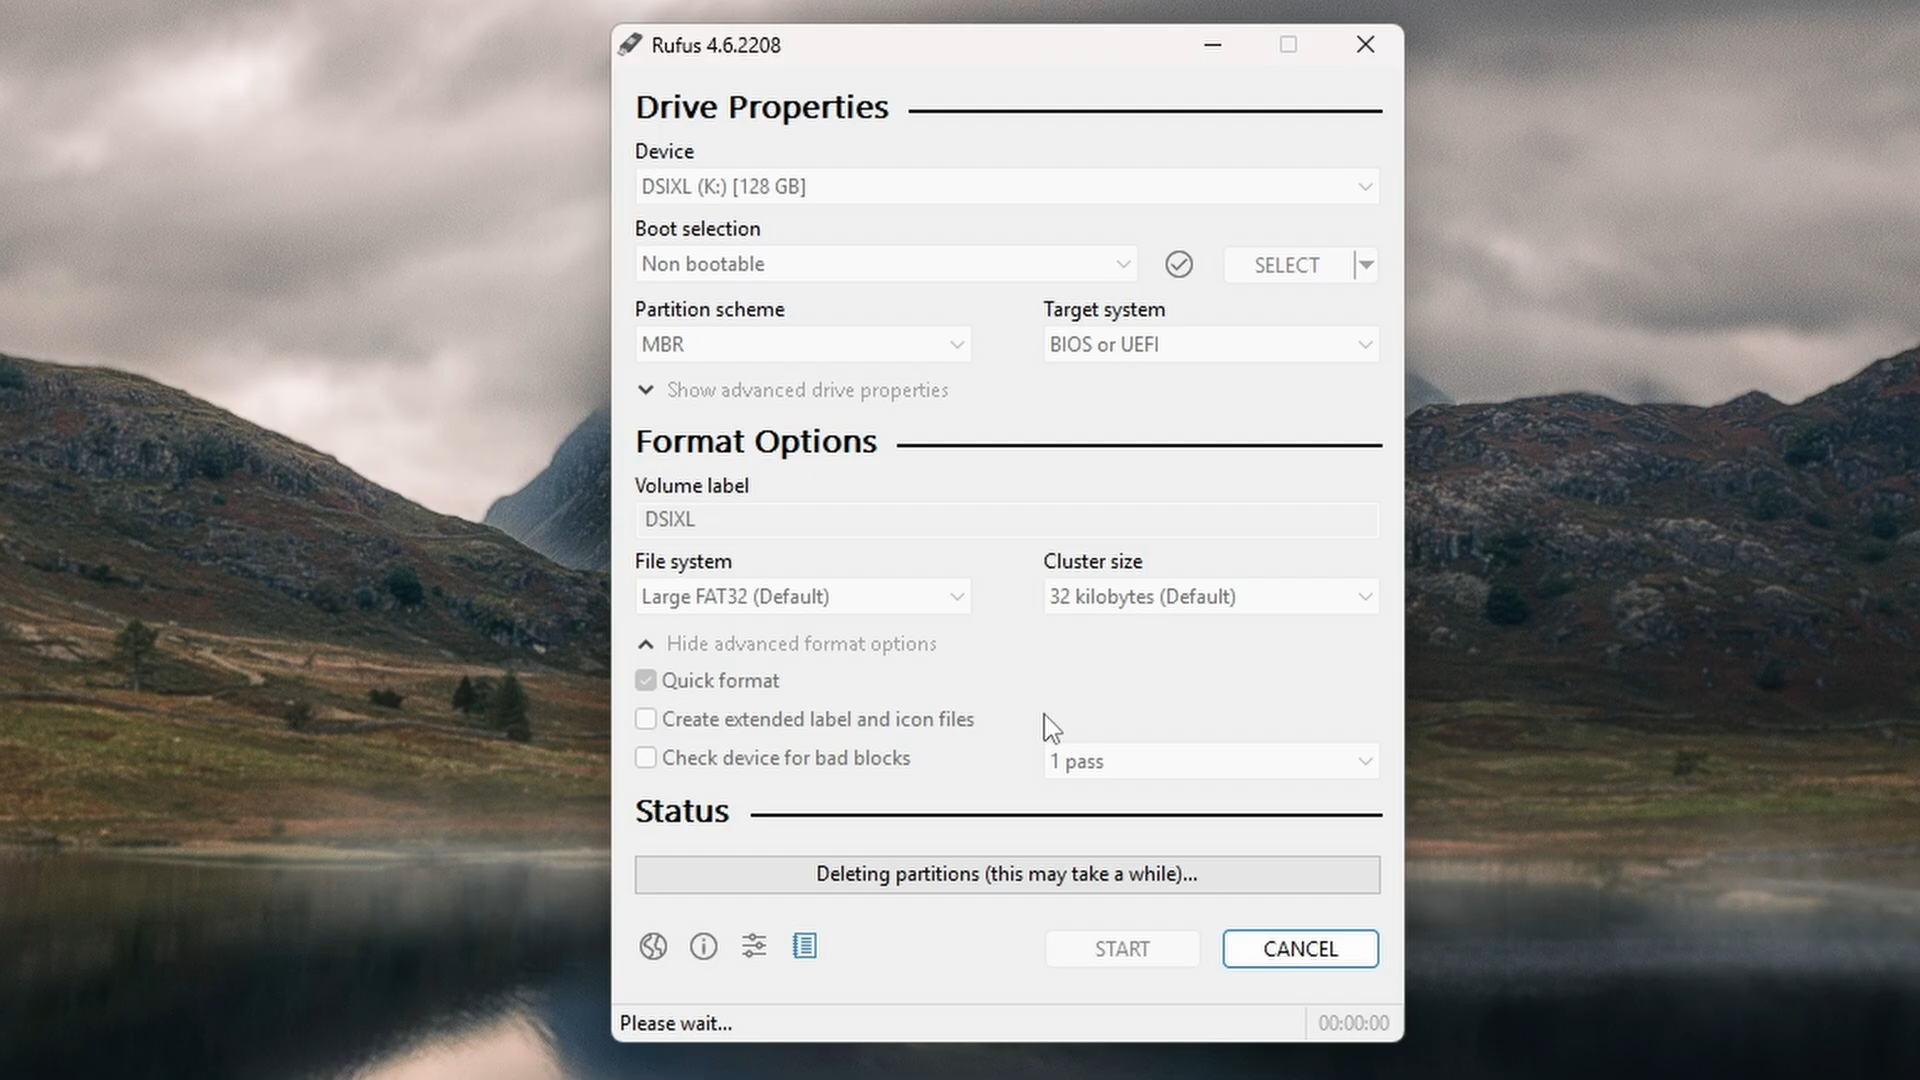 Rufus 4.6.2208
Drive Properties
Device
DSIXL (K:) [128 GB]
Boot selection
Non bootable
SELECT
Partition scheme
Target system
MBR
BIOS or UEFI
Show advanced drive properties
Format Options
Volume label
DSIXL
File system
Cluster size
Large FAT32 (Default)
32 kilobytes (Default)
Hide advanced format options
Quick format
Create extended label and icon files
Check device for bad blocks
1 pass
Status
Deleting partitions (this may take a while)...
START
CANCEL
Please wait...
00:00:00